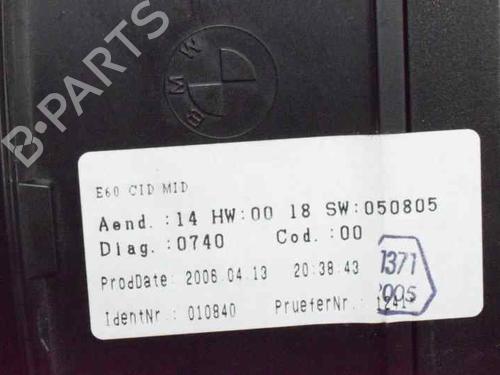 B-PARTS
BMW
E60 CID MID
Aend.:14 HW:00 18 SW:050805
Diag.:0740 Cod.:00
ProdDate: 2006.04.13 20:38.43
1371
2005
IdentNr.: 010840 PrueferNr.: 1241